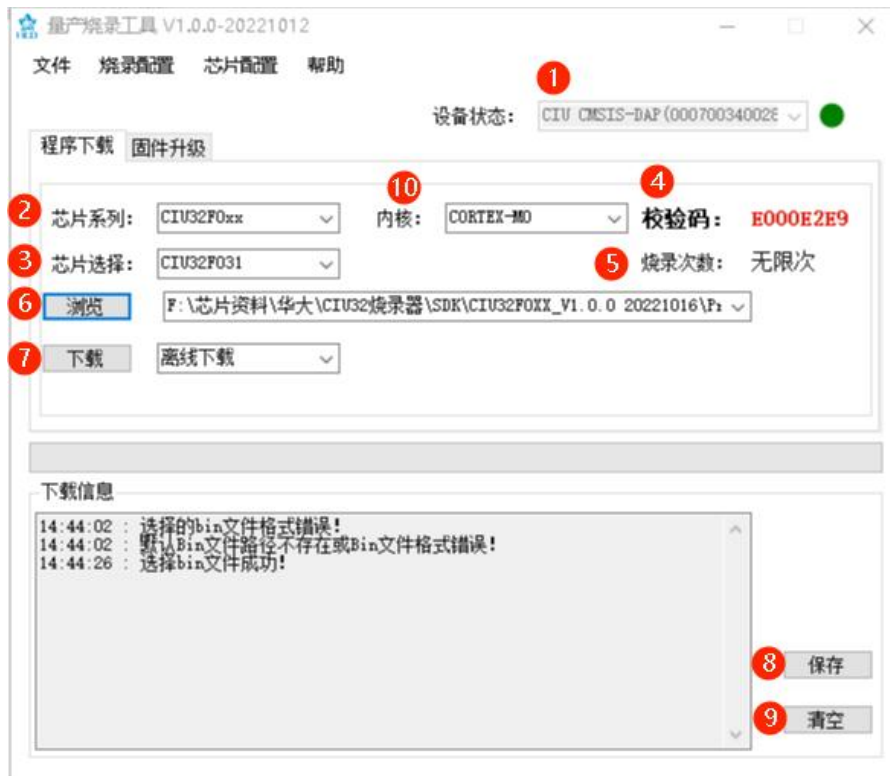 量产烧录工具 V1.0.0-20221012
HED
文件 烧录配置 芯片配置 帮助
1
设备状态： CIU CMSIS-DAP(000700340028
程序下载 固件升级
10 4
2 芯片系列： CIU32F0xx 内核： CORTEX-M0 校验码： E000E2E9
3 芯片选择： CIU32F031 5 烧录次数： 无限次
6 浏览 F:\芯片资料\华大\CIU32烧录器\SDK\CIU32F0XX_V1.0.0 20221016\P
7 下载 离线下载
下载信息
14:44:02 : 选择的bin文件格式错误!
14:44:02 : 默认Bin文件路径不存在或Bin文件格式错误!
14:44:26 : 选择bin文件成功!
8 保存
9 清空